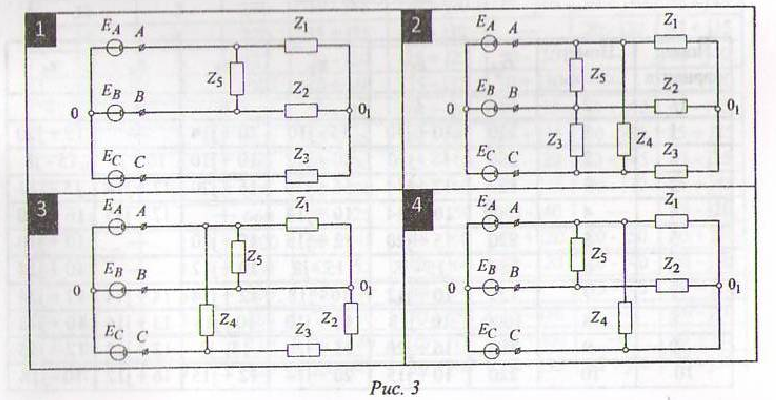 1
E_A A Z_1
Z_5
0 E_B B Z_2 0_1
E_C C Z_3
2
E_A A Z_1
Z_5
0 E_B B Z_2 0_1
Z_3 Z_4
E_C C Z_3
3
E_A A Z_1
Z_5
0 E_B B 0_1
Z_4 Z_2
E_C C Z_3
4
E_A A Z_1
Z_5
0 E_B B Z_2 0_1
Z_4
E_C C
Рис. 3